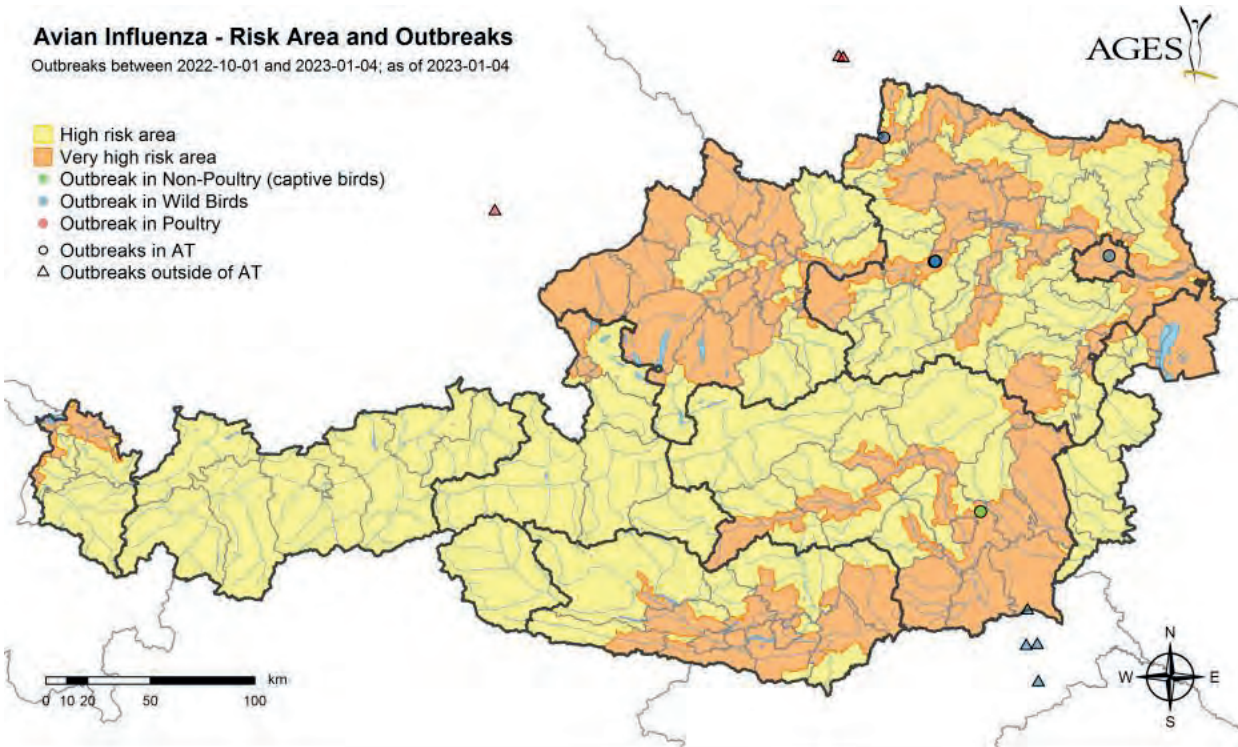 Avian Influenza - Risk Area and Outbreaks
Outbreaks between 2022-10-01 and 2023-01-04; as of 2023-01-04
AGES
High risk area
Very high risk area
Outbreak in Non-Poultry (captive birds)
Outbreak in Wild Birds
Outbreak in Poultry
Outbreaks in AT
Outbreaks outside of AT
0 10 20 50 100 km
N
W E
S